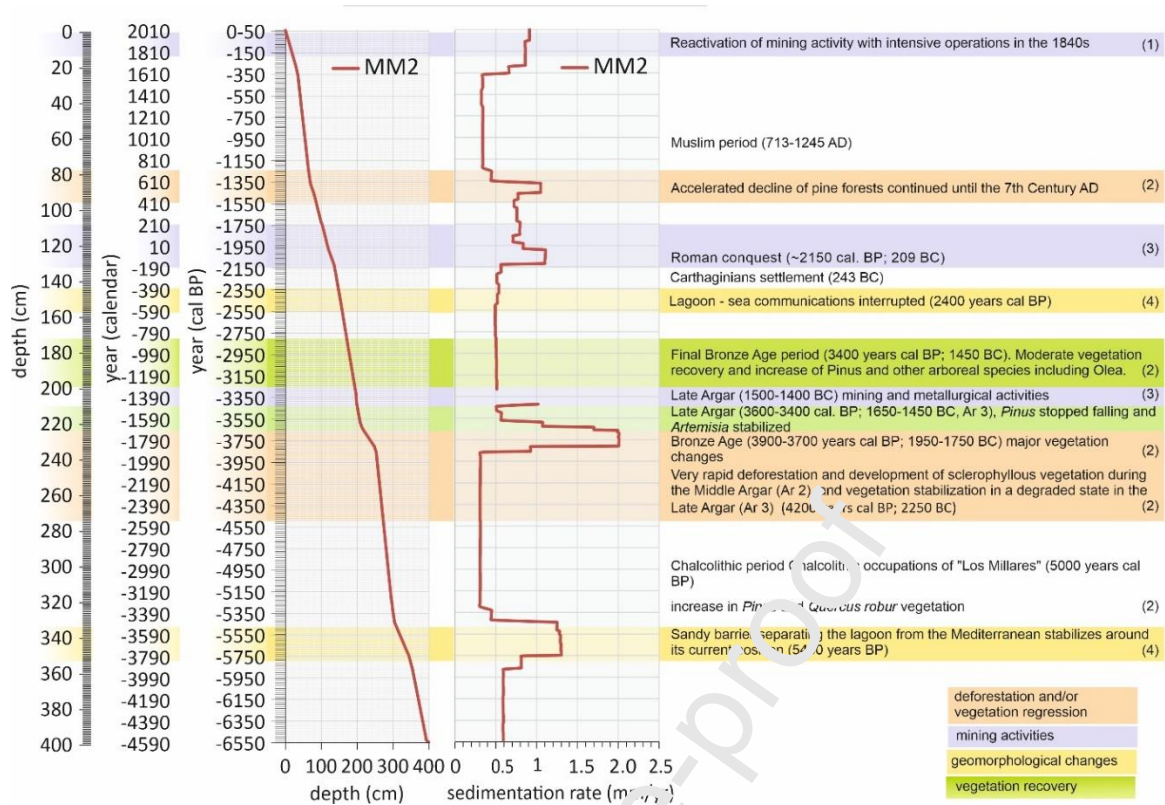 0
20
40
60
80
100
120
140
160
180
200
220
240
260
280
300
320
340
360
380
400
depth (cm)
2010
1810
1610
1410
1210
1010
810
610
410
210
10
-190
-390
-590
-790
-990
-1190
-1390
-1590
-1790
-1990
-2190
-2390
-2590
-2790
-2990
-3190
-3390
-3590
-3790
-3990
-4190
-4390
-4590
year (calendar)
0-50
-150
-350
-550
-750
-950
-1150
-1350
-1550
-1750
-1950
-2150
-2350
-2550
-2750
-2950
-3150
-3350
-3550
-3750
-3950
-4150
-4350
-4550
-4750
-4950
-5150
-5350
-5550
-5750
-5950
-6150
-6350
-6550
year (cal BP)
MM2
0 100 200 300 400
depth (cm)
MM2
0 0.5 1 1.5 2.0 2.5
sedimentation rate (mm/yr)
Reactivation of mining activity with intensive operations in the 1840s (1)
Muslim period (713-1245 AD)
Accelerated decline of pine forests continued until the 7th Century AD (2)
Roman conquest (~2150 cal. BP; 209 BC) (3)
Carthaginians settlement (243 BC)
Lagoon - sea communications interrupted (2400 years cal BP) (4)
Final Bronze Age period (3400 years cal BP; 1450 BC). Moderate vegetation
recovery and increase of Pinus and other arboreal species including Olea. (2)
Late Argar (1500-1400 BC) mining and metallurgical activities (3)
Late Argar (3600-3400 cal. BP; 1650-1450 BC, Ar 3), Pinus stopped falling and
Artemisia stabilized
Bronze Age (3900-3700 years cal BP; 1950-1750 BC) major vegetation
changes (2)
Very rapid deforestation and development of sclerophyllous vegetation during
the Middle Argar (Ar 2) and vegetation stabilization in a degraded state in the
Late Argar (Ar 3) (4200 years cal BP; 2250 BC) (2)
Chalcolithic period Chalcolithic occupations of "Los Millares" (5000 years cal
BP)
increase in Pinus and Quercus robur vegetation (2)
Sandy barrier separating the lagoon from the Mediterranean stabilizes around
its current position years BP) (4)
deforestation and/or
vegetation regression
mining activities
geomorphological changes
vegetation recovery
-proof